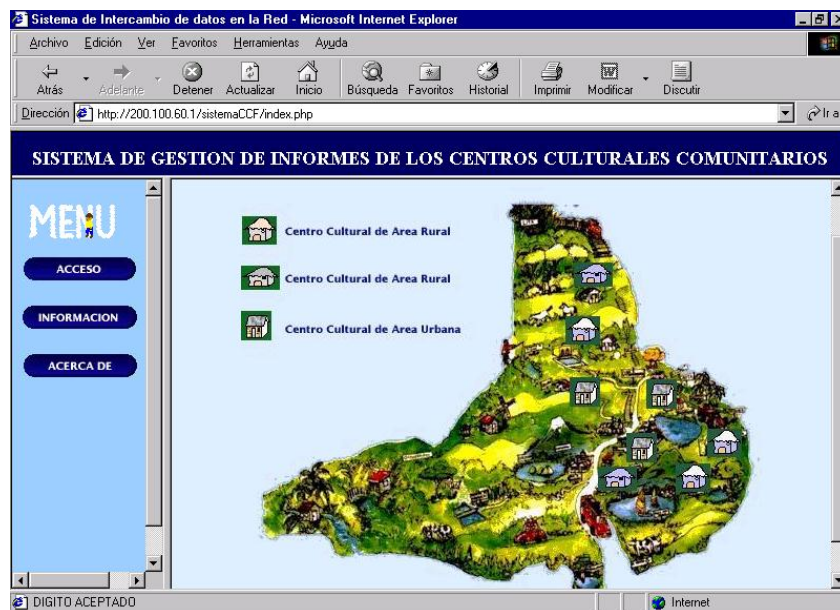 Sistema de Intercambio de datos en la Red - Microsoft Internet Explorer
Archivo Edición Ver Favoritos Herramientas Ayuda
Atrás Adelante Detener Actualizar Inicio Búsqueda Favoritos Historial Imprimir Modificar Discutir
Dirección http://200.100.60.1/sistemaCCF/index.php Ir a
SISTEMA DE GESTION DE INFORMES DE LOS CENTROS CULTURALES COMUNITARIOS
MENU
ACCESO
INFORMACION
ACERCA DE
Centro Cultural de Area Rural
Centro Cultural de Area Rural
Centro Cultural de Area Urbana
DIGITO ACEPTADO Internet